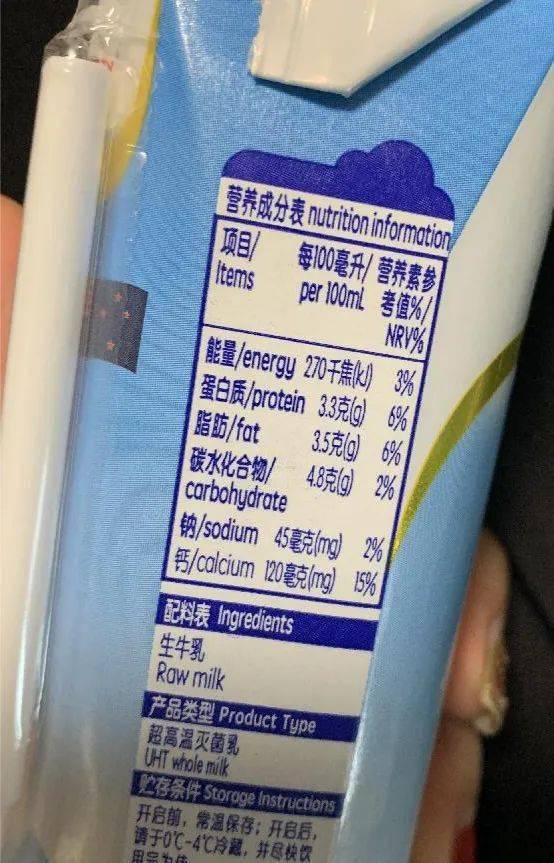 营养成分表 nutrition information
项目/ 每100毫升/ 营养素参
Items per 100mL 考值%/
NRV%
能量/energy 270千焦(kJ) 3%
蛋白质/protein 3.3克(g) 6%
脂肪/fat 3.5克(g) 6%
碳水化合物/ 4.8克(g) 2%
carbohydrate
钠/sodium 45毫克(mg) 2%
钙/calcium 120毫克(mg) 15%
配料表 Ingredients
生牛乳
Raw milk
产品类型 Product Type
超高温灭菌乳
UHT whole milk
贮存条件 Storage Instructions
开启前，常温保存；开启后，
请于0℃-4℃冷藏，并尽快饮